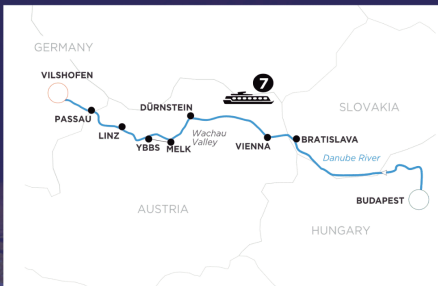 GERMANY
VILSHOFEN
7
DÜRNSTEIN
SLOVAKIA
PASSAU
LINZ
Wachau
Valley
YBBS
MELK
VIENNA
BRATISLAVA
Danube River
BUDAPEST
AUSTRIA
HUNGARY